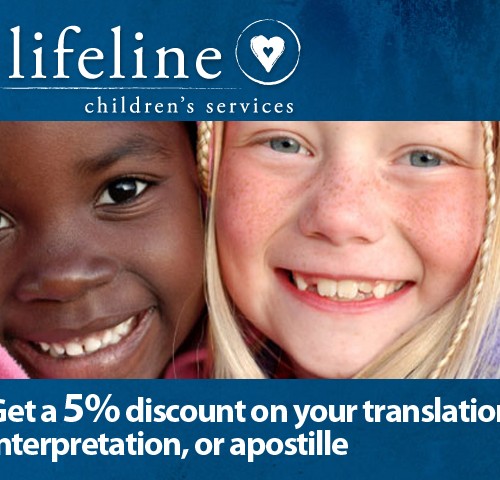 lifeline
children's services
Get a 5% discount on your translation
nterpretation, or apostille